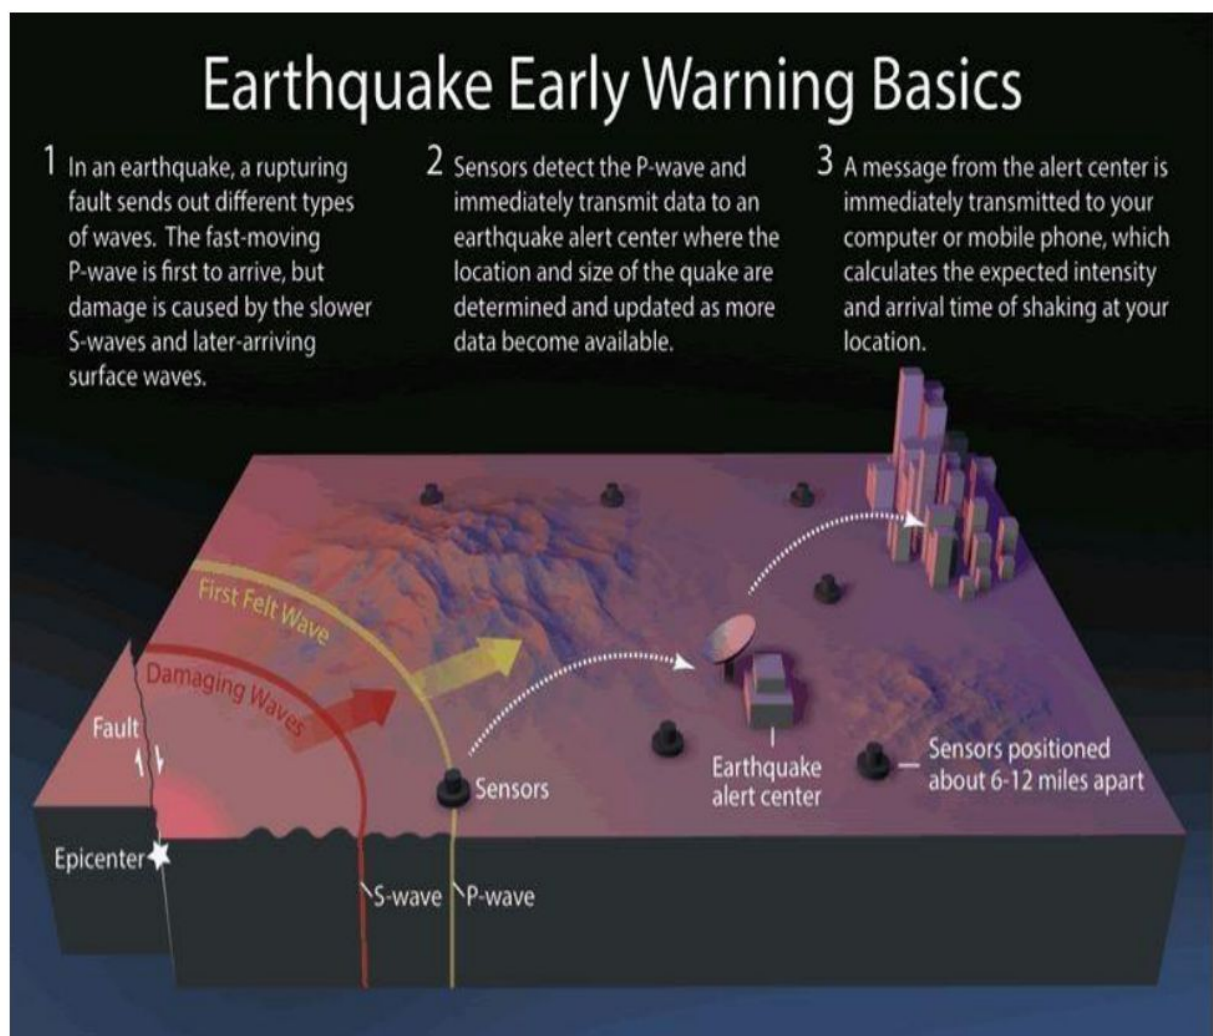 Earthquake Early Warning Basics
1 In an earthquake, a rupturing
fault sends out different types
of waves. The fast-moving
P-wave is first to arrive, but
damage is caused by the slower
S-waves and later-arriving
surface waves.
2 Sensors detect the P-wave and
immediately transmit data to an
earthquake alert center where the
location and size of the quake are
determined and updated as more
data become available.
3 A message from the alert center is
immediately transmitted to your
computer or mobile phone, which
calculates the expected intensity
and arrival time of shaking at your
location.
First Felt Wave
Damaging Waves
Fault
Sensors
Earthquake
alert center
Sensors positioned
about 6-12 miles apart
Epicenter
S-wave
P-wave